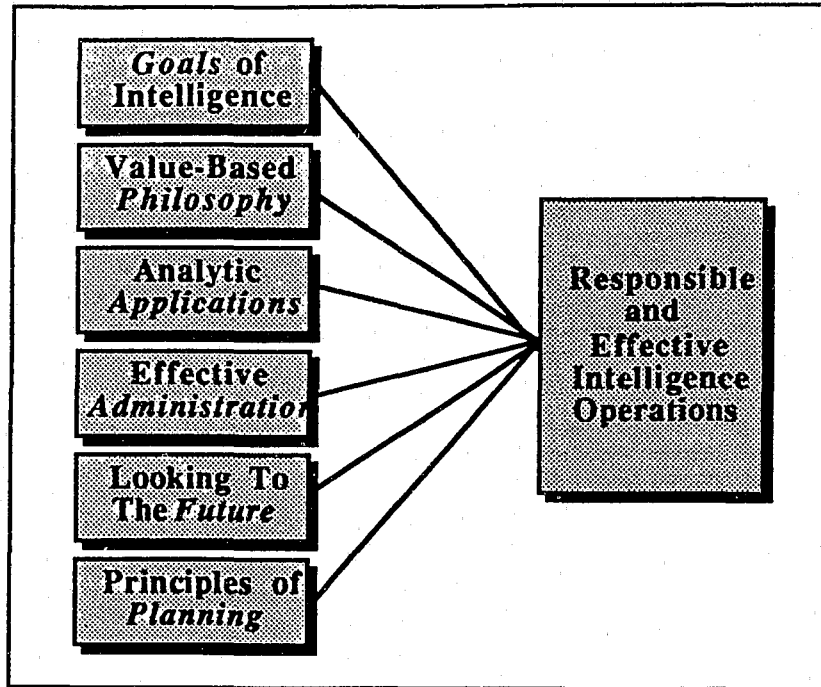 Goals of
Intelligence
Value-Based
Philosophy
Analytic
Applications
Effective
Administration
Looking To
The Future
Principles of
Planning
Responsible
and
Effective
Intelligence
Operations